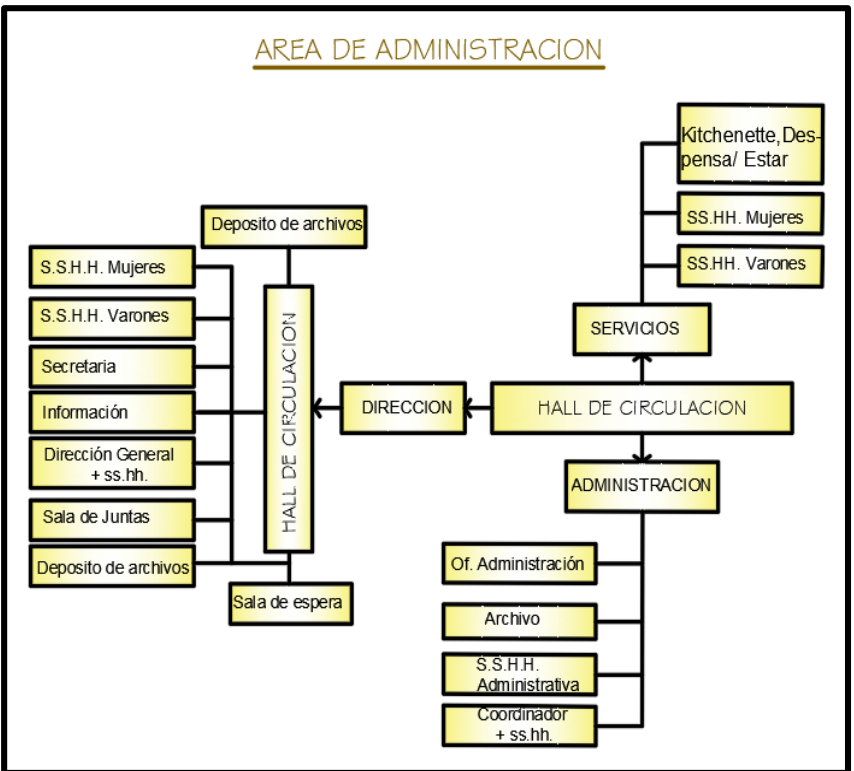 AREA DE ADMINISTRACION
Kitchenette,Des-
pensa/ Estar
SS.HH. Mujeres
SS.HH. Varones
SERVICIOS
Deposito de archivos
S.S.H.H. Mujeres
S.S.H.H. Varones
Secretaria
Información
Dirección General
+ ss.hh.
Sala de Juntas
Deposito de archivos
HALL DE CIRCULACION
Sala de espera
DIRECCION
HALL DE CIRCULACION
ADMINISTRACION
Of. Administración
Archivo
S.S.H.H.
Administrativa
Coordinador
+ ss.hh.